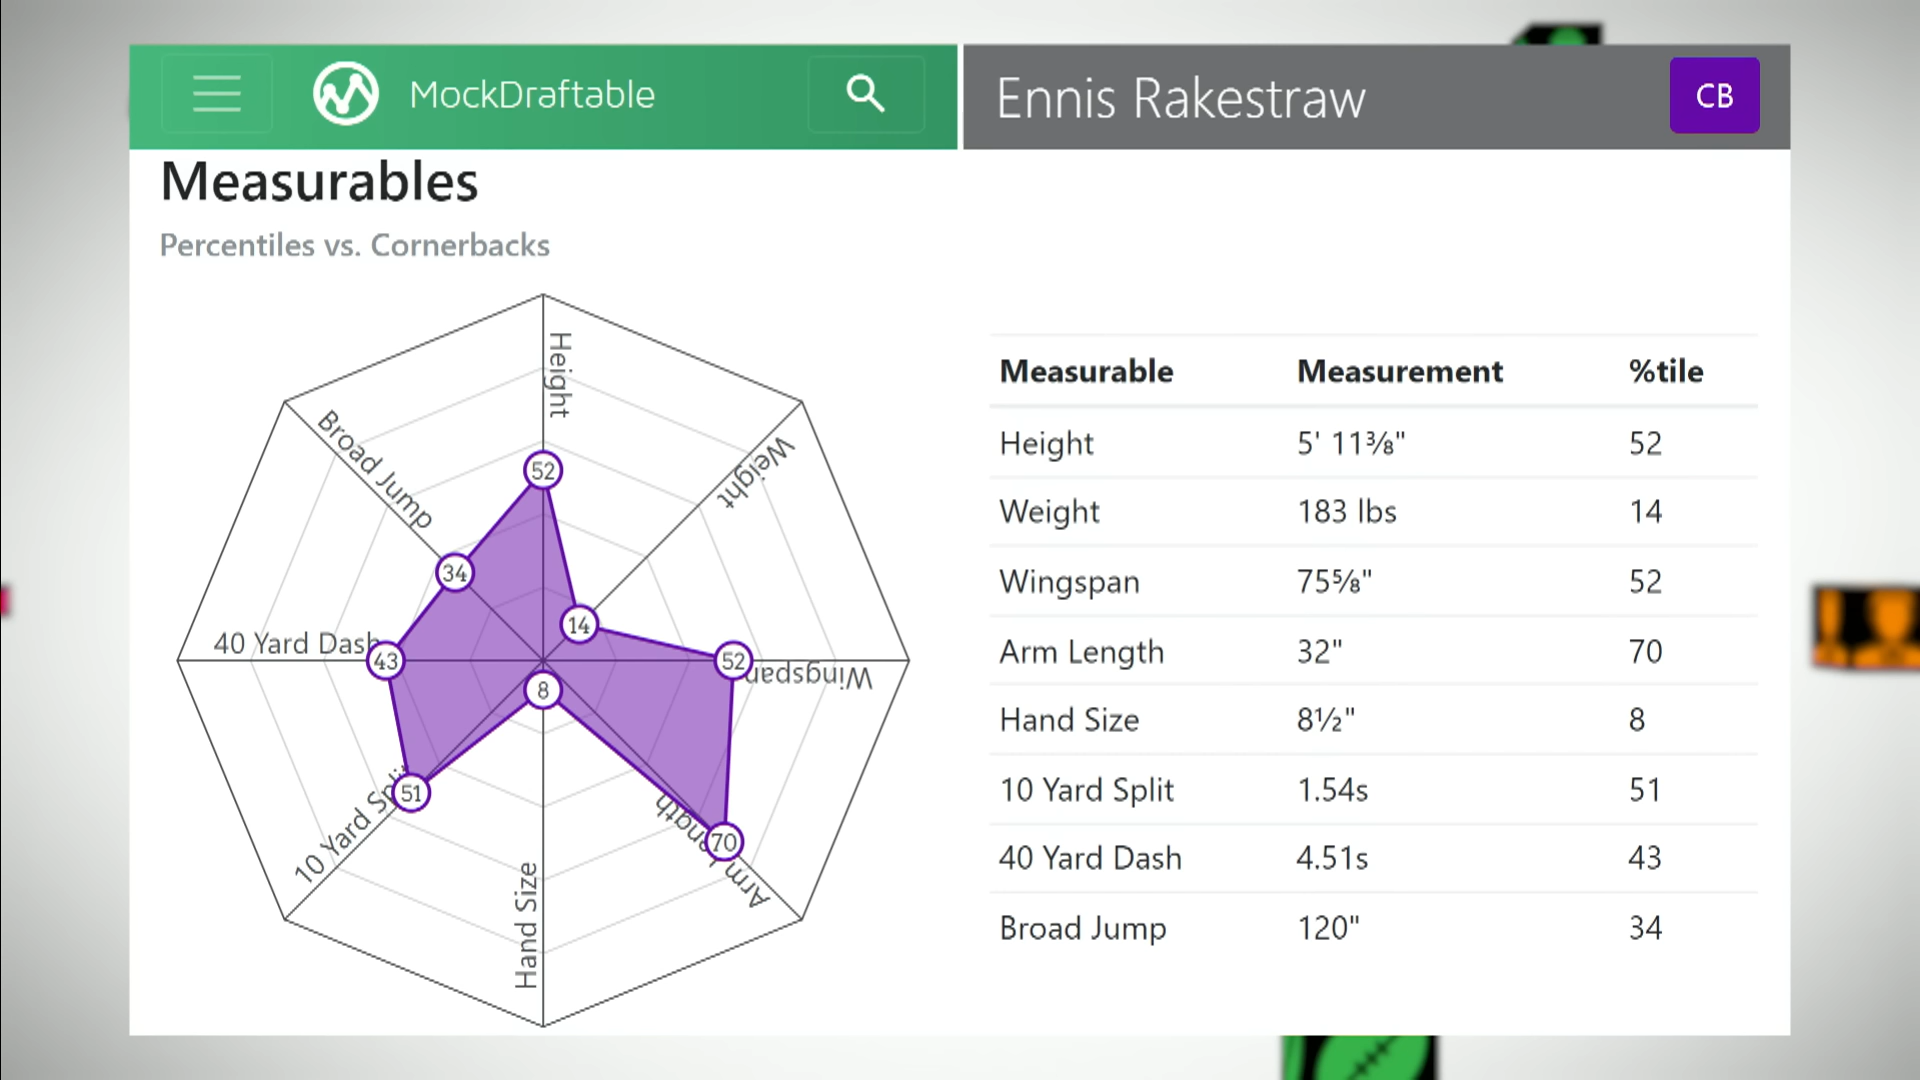 MockDraftable
Ennis Rakestraw
CB
Measurables
Percentiles vs. Cornerbacks
Height
Weight
Wingspan
Arm Length
Hand Size
10 Yard Split
40 Yard Dash
Broad Jump
52
14
52
70
8
51
43
34
Measurable Measurement %tile
Height 5' 11⅜" 52
Weight 183 lbs 14
Wingspan 75⅝" 52
Arm Length 32" 70
Hand Size 8½" 8
10 Yard Split 1.54s 51
40 Yard Dash 4.51s 43
Broad Jump 120" 34